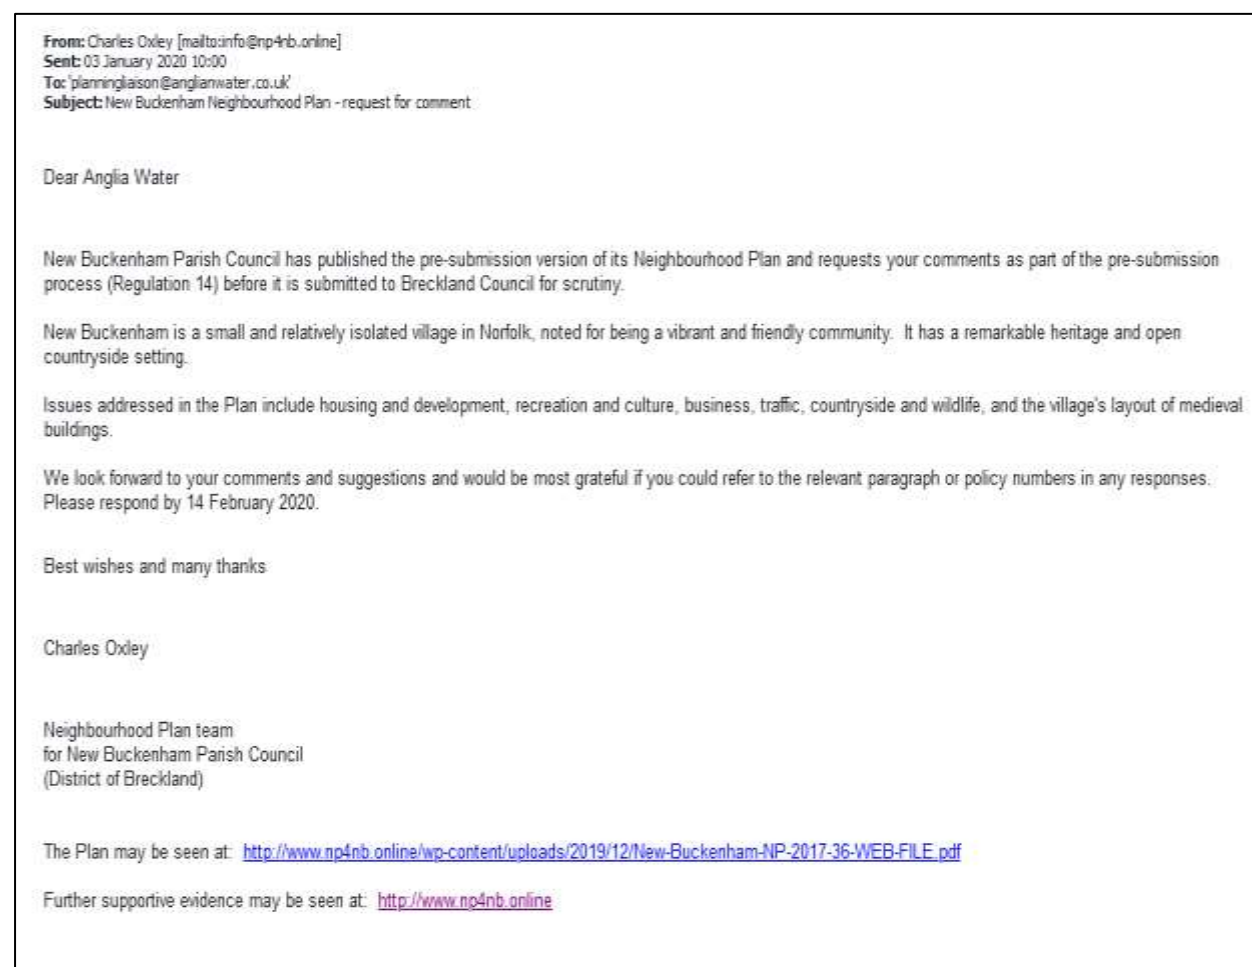 From: Charles Oxley [mailto:info@np4nb.online]
Sent: 03 January 2020 10:00
To: 'planningliaison@anglianwater.co.uk'
Subject: New Buckenham Neighbourhood Plan - request for comment
Dear Anglia Water
New Buckenham Parish Council has published the pre-submission version of its Neighbourhood Plan and requests your comments as part of the pre-submission
process (Regulation 14) before it is submitted to Breckland Council for scrutiny.
New Buckenham is a small and relatively isolated village in Norfolk, noted for being a vibrant and friendly community. It has a remarkable heritage and open
countryside setting.
Issues addressed in the Plan include housing and development, recreation and culture, business, traffic, countryside and wildlife, and the village's layout of medieval
buildings.
We look forward to your comments and suggestions and would be most grateful if you could refer to the relevant paragraph or policy numbers in any responses.
Please respond by 14 February 2020.
Best wishes and many thanks
Charles Oxley
Neighbourhood Plan team
for New Buckenham Parish Council
(District of Breckland)
The Plan may be seen at: http://www.np4nb.online/wp-content/uploads/2019/12/New-Buckenham-NP-2017-36-WEB-FILE.pdf
Further supportive evidence may be seen at: http://www.np4nb.online